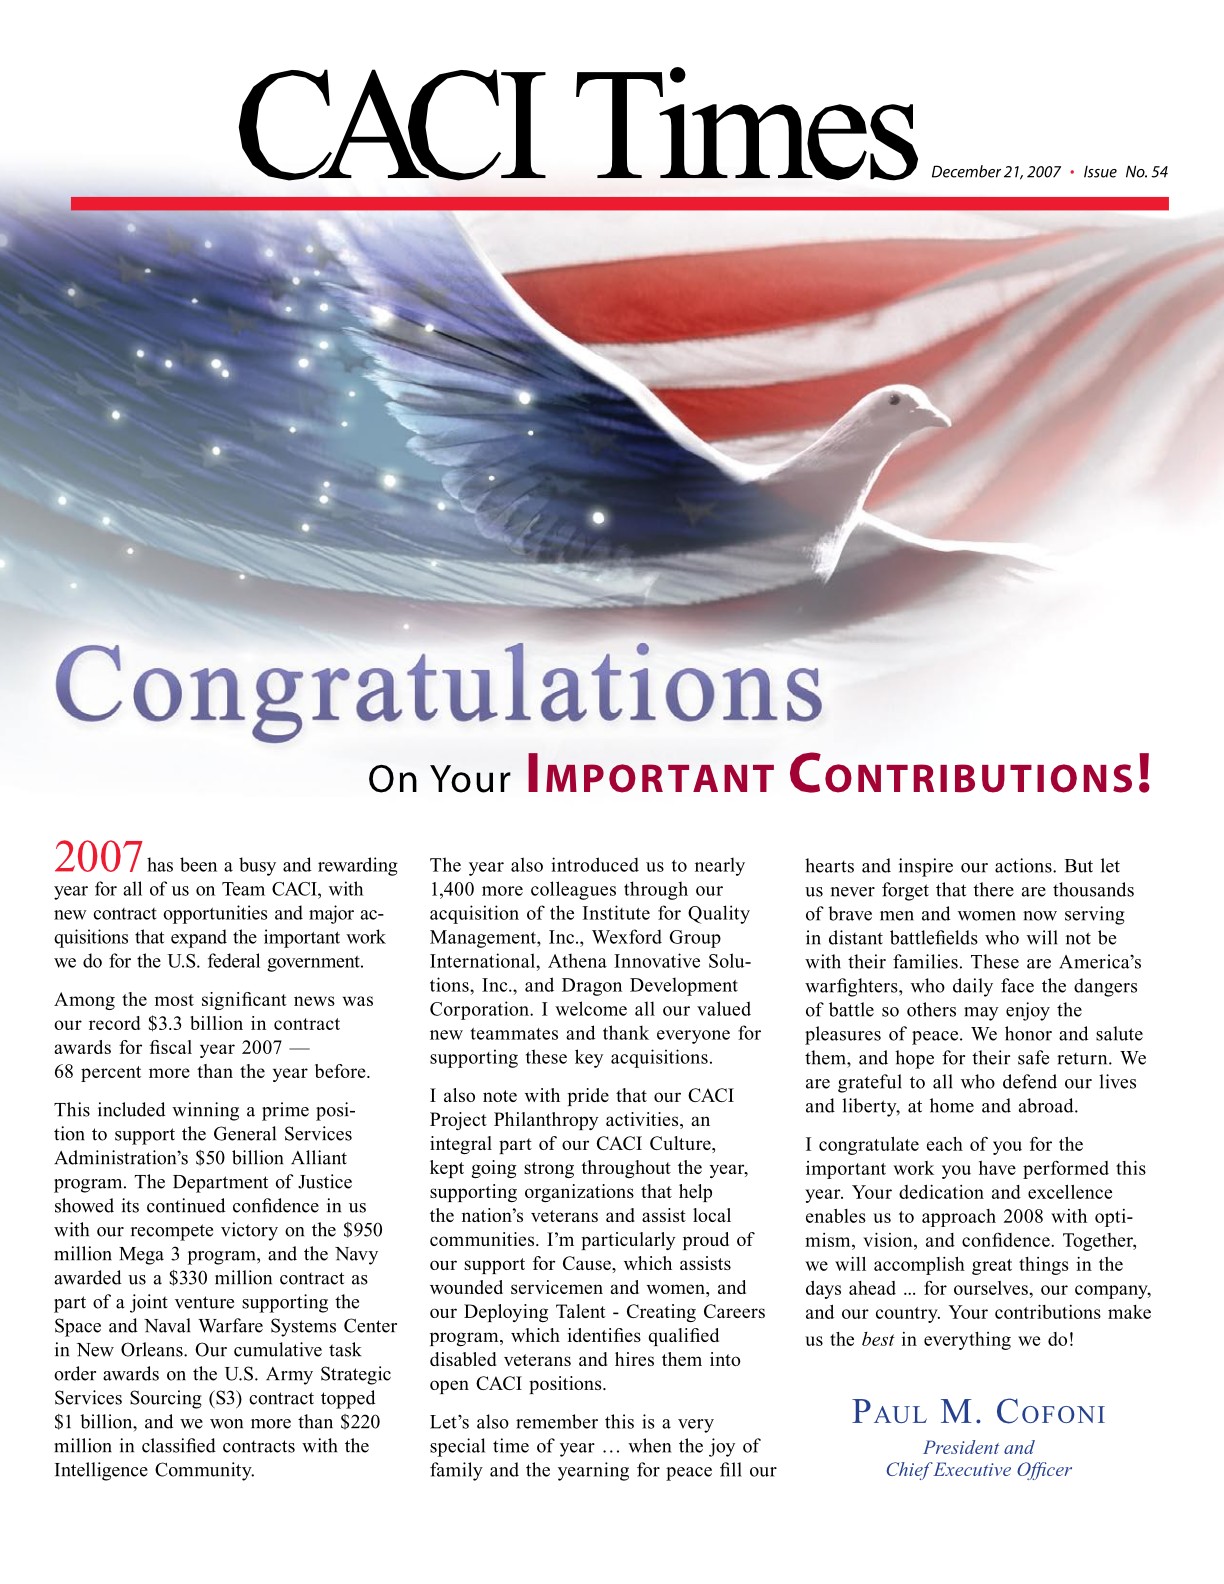 CACI Times
December 21, 2007 • Issue No. 54
Congratulations
On Your IMPORTANT CONTRIBUTIONS!
2007 has been a busy and rewarding
year for all of us on Team CACI, with
new contract opportunities and major ac-
quisitions that expand the important work
we do for the U.S. federal government.
Among the most significant news was
our record $3.3 billion in contract
awards for fiscal year 2007 —
68 percent more than the year before.
This included winning a prime posi-
tion to support the General Services
Administration's $50 billion Alliant
program. The Department of Justice
showed its continued confidence in us
with our recompete victory on the $950
million Mega 3 program, and the Navy
awarded us a $330 million contract as
part of a joint venture supporting the
Space and Naval Warfare Systems Center
in New Orleans. Our cumulative task
order awards on the U.S. Army Strategic
Services Sourcing (S3) contract topped
$1 billion, and we won more than $220
million in classified contracts with the
Intelligence Community.
The year also introduced us to nearly
1,400 more colleagues through our
acquisition of the Institute for Quality
Management, Inc., Wexford Group
International, Athena Innovative Solu-
tions, Inc., and Dragon Development
Corporation. I welcome all our valued
new teammates and thank everyone for
supporting these key acquisitions.
I also note with pride that our CACI
Project Philanthropy activities, an
integral part of our CACI Culture,
kept going strong throughout the year,
supporting organizations that help
the nation's veterans and assist local
communities. I'm particularly proud of
our support for Cause, which assists
wounded servicemen and women, and
our Deploying Talent - Creating Careers
program, which identifies qualified
disabled veterans and hires them into
open CACI positions.
Let's also remember this is a very
special time of year … when the joy of
family and the yearning for peace fill our
hearts and inspire our actions. But let
us never forget that there are thousands
of brave men and women now serving
in distant battlefields who will not be
with their families. These are America's
warfighters, who daily face the dangers
of battle so others may enjoy the
pleasures of peace. We honor and salute
them, and hope for their safe return. We
are grateful to all who defend our lives
and liberty, at home and abroad.
I congratulate each of you for the
important work you have performed this
year. Your dedication and excellence
enables us to approach 2008 with opti-
mism, vision, and confidence. Together,
we will accomplish great things in the
days ahead ... for ourselves, our company,
and our country. Your contributions make
us the best in everything we do!
PAUL M. COFONI
President and
Chief Executive Officer